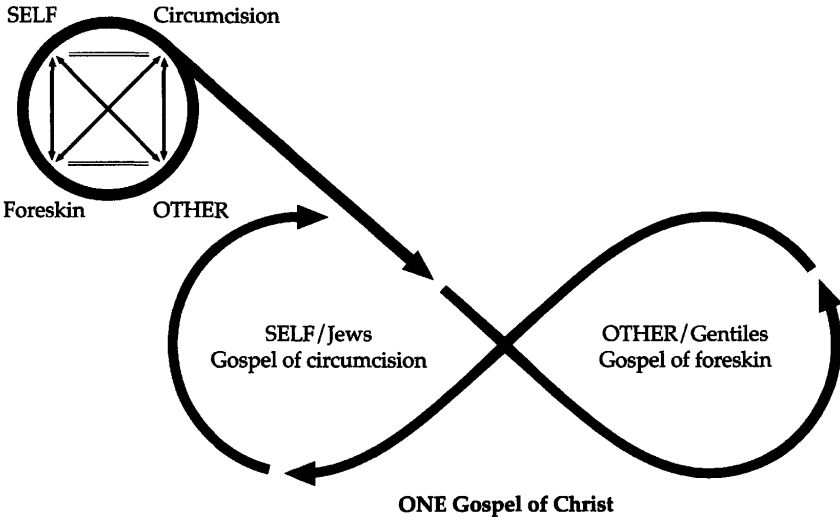 SELF
Circumcision
Foreskin
OTHER
SELF/Jews
Gospel of circumcision
OTHER/Gentiles
Gospel of foreskin
ONE Gospel of Christ